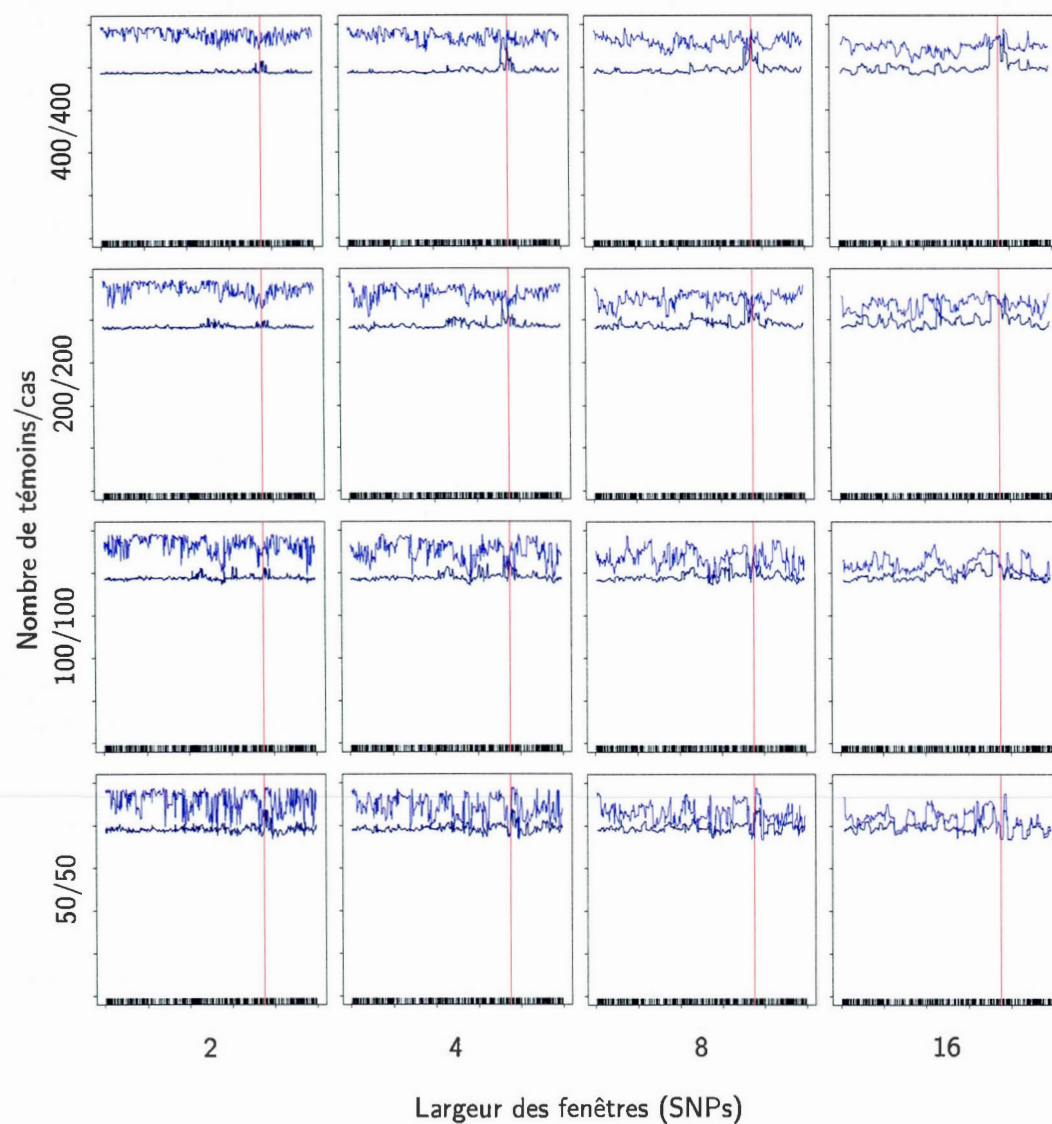 Nombre de témoins/cas
400/400
200/200
100/100
50/50
2 4 8 16
Largeur des fenêtres (SNPs)